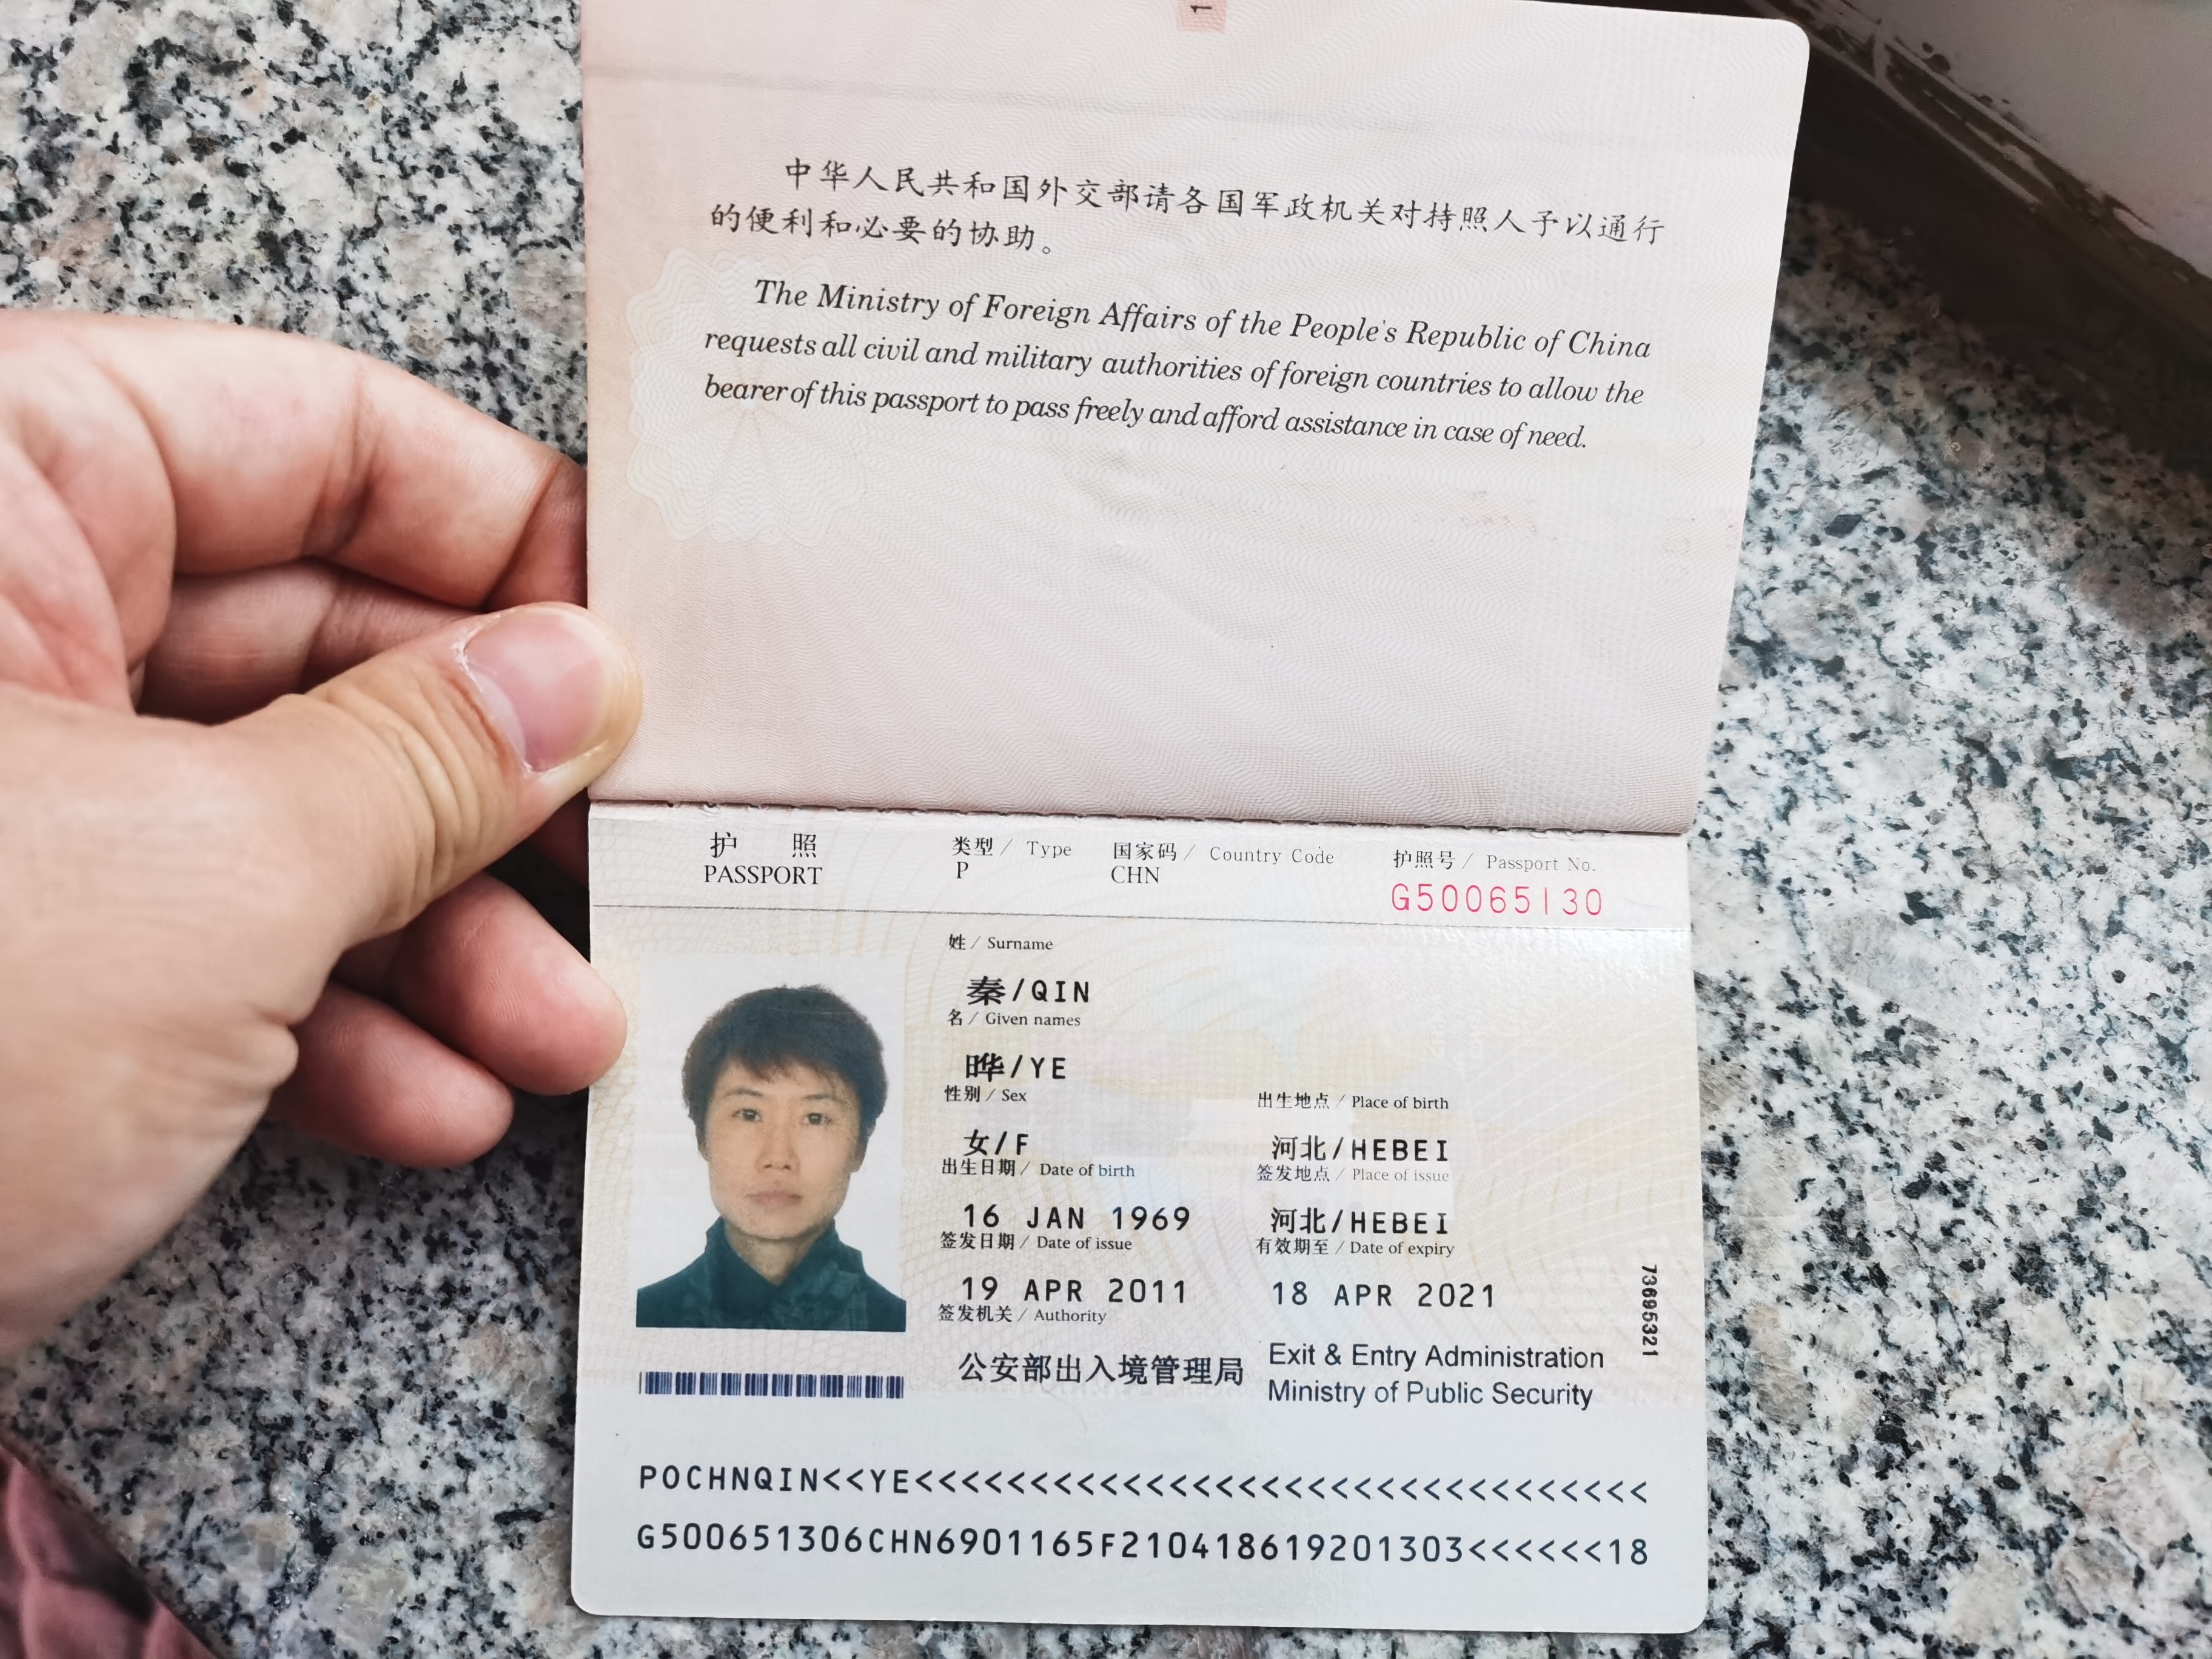 1
中华人民共和国外交部请各国军政机关对持照人予以通行
的便利和必要的协助。
The Ministry of Foreign Affairs of the People's Republic of China
requests all civil and military authorities of foreign countries to allow the
bearer of this passport to pass freely and afford assistance in case of need.
护 照
PASSPORT
类型 / Type
P
国家码 / Country Code
CHN
护照号 / Passport No.
G50065130
姓 / Surname
秦/QIN
名 / Given names
晔/YE
性别 / Sex
女/F
出生地点 / Place of birth
河北/HEBEI
出生日期 / Date of birth
16 JAN 1969
签发地点 / Place of issue
河北/HEBEI
签发日期 / Date of issue
19 APR 2011
有效期至 / Date of expiry
18 APR 2021
签发机关 / Authority
公安部出入境管理局
Exit & Entry Administration
Ministry of Public Security
73695321
POCHNQIN<<YE<<<<<<<<<<<<<<<<<<<<<<<<<<<<<<<<
G500651306CHN6901165F210418619201303<<<<<<18